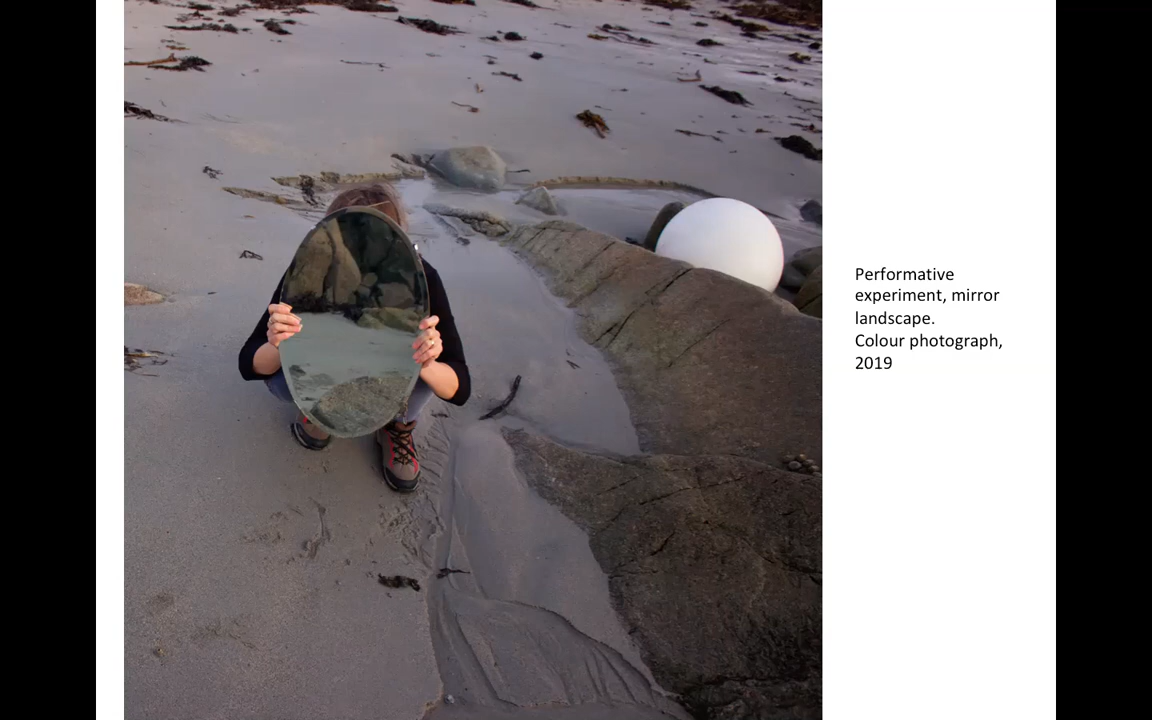 Performative
experiment, mirror
landscape.
Colour photograph,
2019